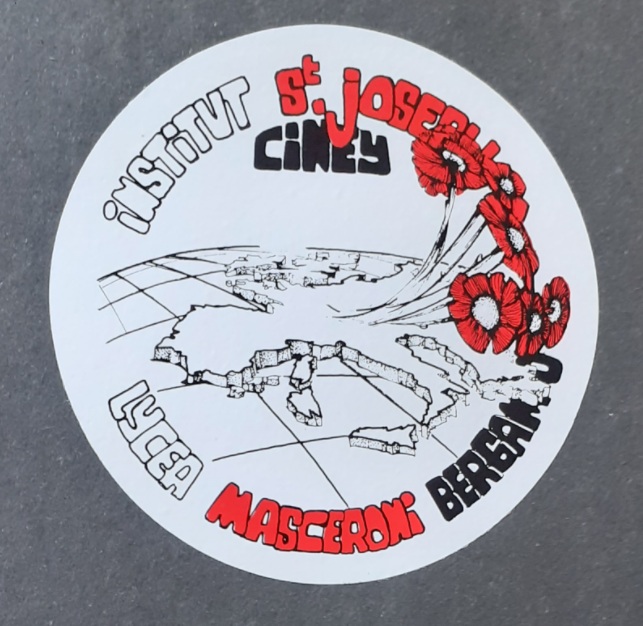 iNSTiTUT
St. JOSEPH
CiNEY
LYCEA
MASCERONi
BERGAMO